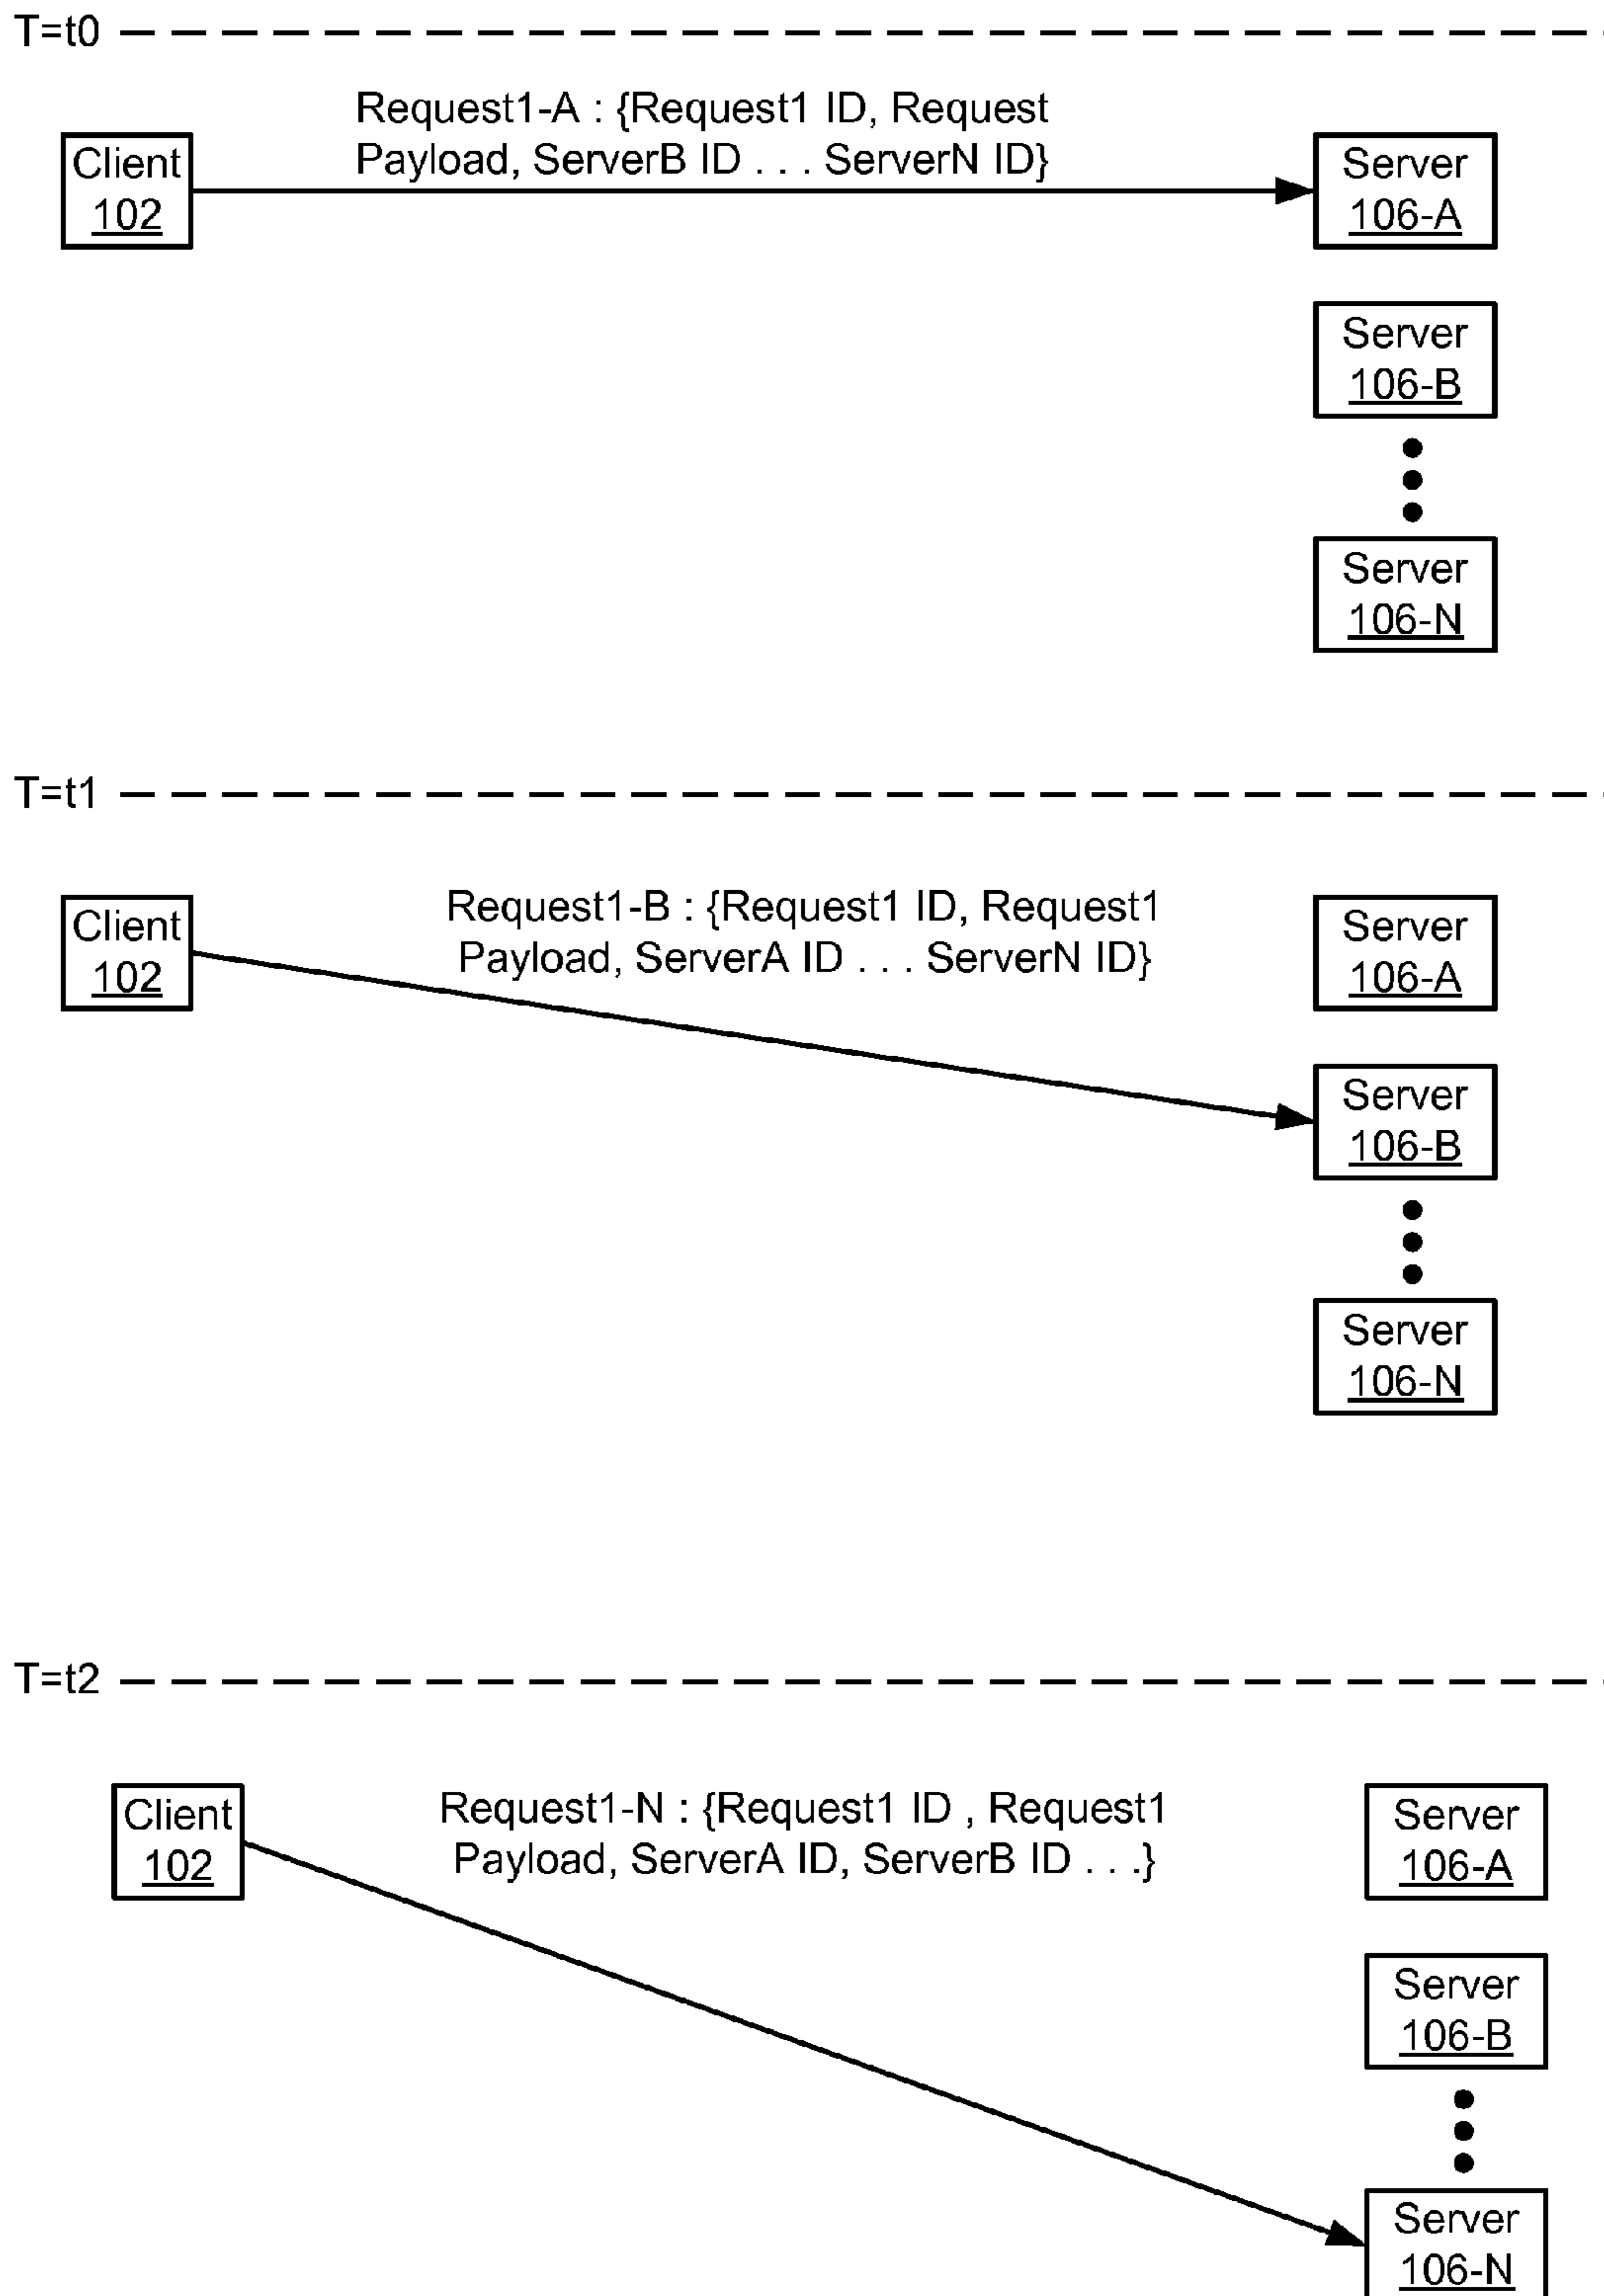 T=t0
Request1-A : {Request1 ID, Request
Payload, ServerB ID . . . ServerN ID}
Client
102
Server
106-A
Server
106-B
Server
106-N
T=t1
Request1-B : {Request1 ID, Request1
Payload, ServerA ID . . . ServerN ID}
Client
102
Server
106-A
Server
106-B
Server
106-N
T=t2
Request1-N : {Request1 ID , Request1
Payload, ServerA ID, ServerB ID . . .}
Client
102
Server
106-A
Server
106-B
Server
106-N